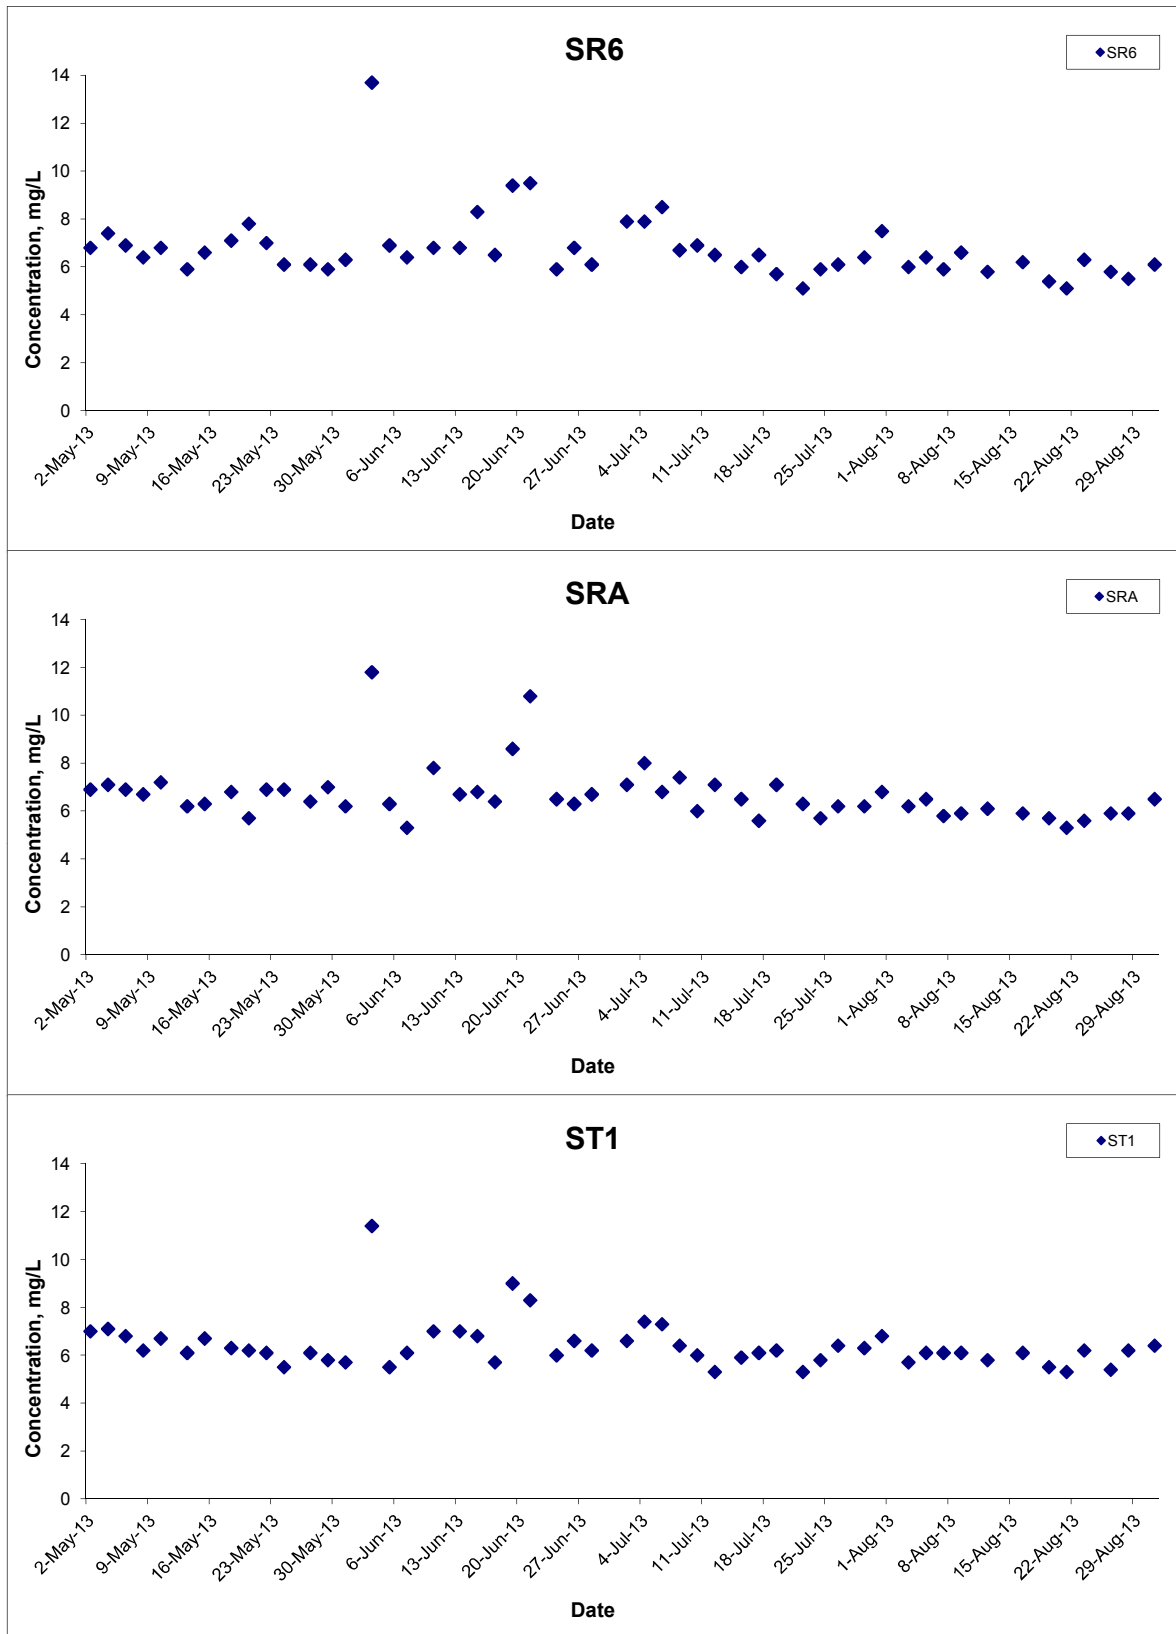 SR6
SR6
Concentration, mg/L
14
12
10
8
6
4
2
0
2-May-13
9-May-13
16-May-13
23-May-13
30-May-13
6-Jun-13
13-Jun-13
20-Jun-13
27-Jun-13
4-Jul-13
11-Jul-13
18-Jul-13
25-Jul-13
1-Aug-13
8-Aug-13
15-Aug-13
22-Aug-13
29-Aug-13
Date
SRA
SRA
Concentration, mg/L
14
12
10
8
6
4
2
0
2-May-13
9-May-13
16-May-13
23-May-13
30-May-13
6-Jun-13
13-Jun-13
20-Jun-13
27-Jun-13
4-Jul-13
11-Jul-13
18-Jul-13
25-Jul-13
1-Aug-13
8-Aug-13
15-Aug-13
22-Aug-13
29-Aug-13
Date
ST1
ST1
Concentration, mg/L
14
12
10
8
6
4
2
0
2-May-13
9-May-13
16-May-13
23-May-13
30-May-13
6-Jun-13
13-Jun-13
20-Jun-13
27-Jun-13
4-Jul-13
11-Jul-13
18-Jul-13
25-Jul-13
1-Aug-13
8-Aug-13
15-Aug-13
22-Aug-13
29-Aug-13
Date